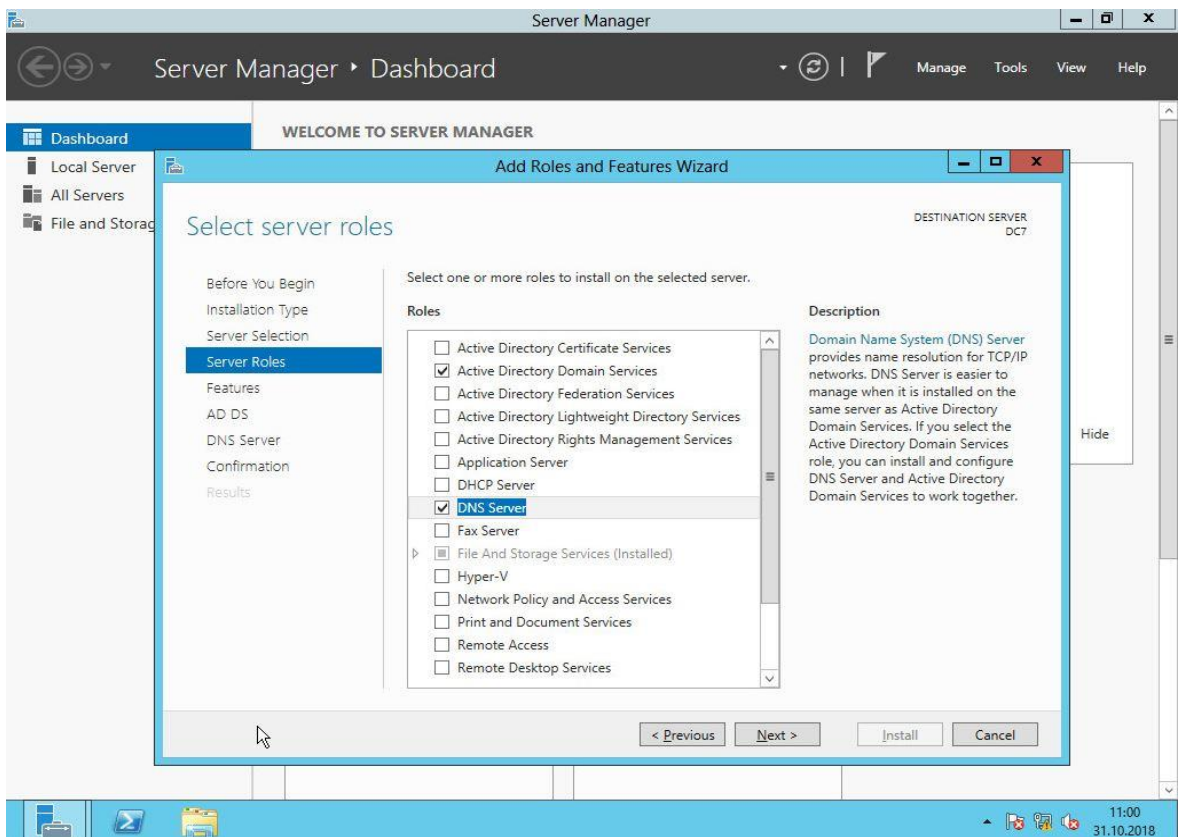 Server Manager
Server Manager • Dashboard
Manage Tools View Help
Dashboard
Local Server
All Servers
File and Storag
WELCOME TO SERVER MANAGER
Add Roles and Features Wizard
Select server roles
DESTINATION SERVER
DC7
Before You Begin
Installation Type
Server Selection
Server Roles
Features
AD DS
DNS Server
Confirmation
Results
Select one or more roles to install on the selected server.
Roles
Active Directory Certificate Services
Active Directory Domain Services
Active Directory Federation Services
Active Directory Lightweight Directory Services
Active Directory Rights Management Services
Application Server
DHCP Server
DNS Server
Fax Server
File And Storage Services (Installed)
Hyper-V
Network Policy and Access Services
Print and Document Services
Remote Access
Remote Desktop Services
Description
Domain Name System (DNS) Server
provides name resolution for TCP/IP
networks. DNS Server is easier to
manage when it is installed on the
same server as Active Directory
Domain Services. If you select the
Active Directory Domain Services
role, you can install and configure
DNS Server and Active Directory
Domain Services to work together.
Hide
< Previous Next > Install Cancel
11:00
31.10.2018